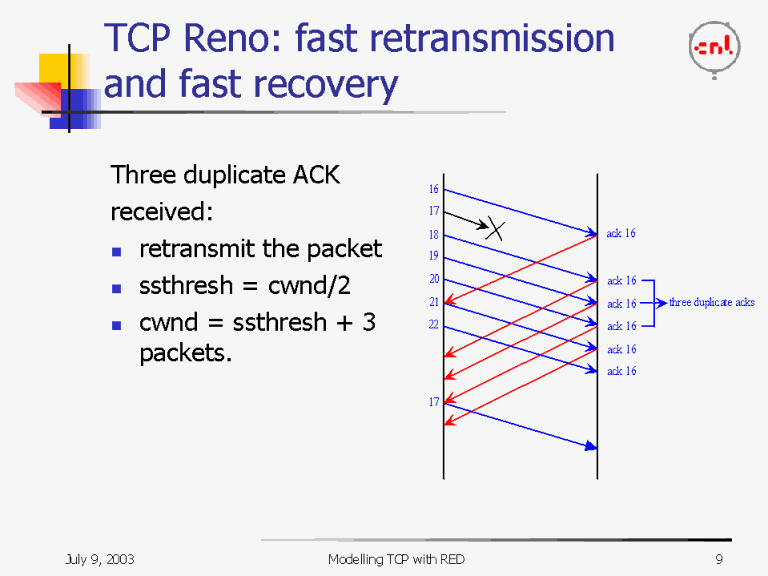 TCP Reno: fast retransmission
and fast recovery
cnl
Three duplicate ACK
received:
retransmit the packet
ssthresh = cwnd/2
cwnd = ssthresh + 3
packets.
16
17
18
19
20
21
22
17
ack 16
ack 16
ack 16
ack 16
ack 16
ack 16
three duplicate acks
July 9, 2003
Modelling TCP with RED
9